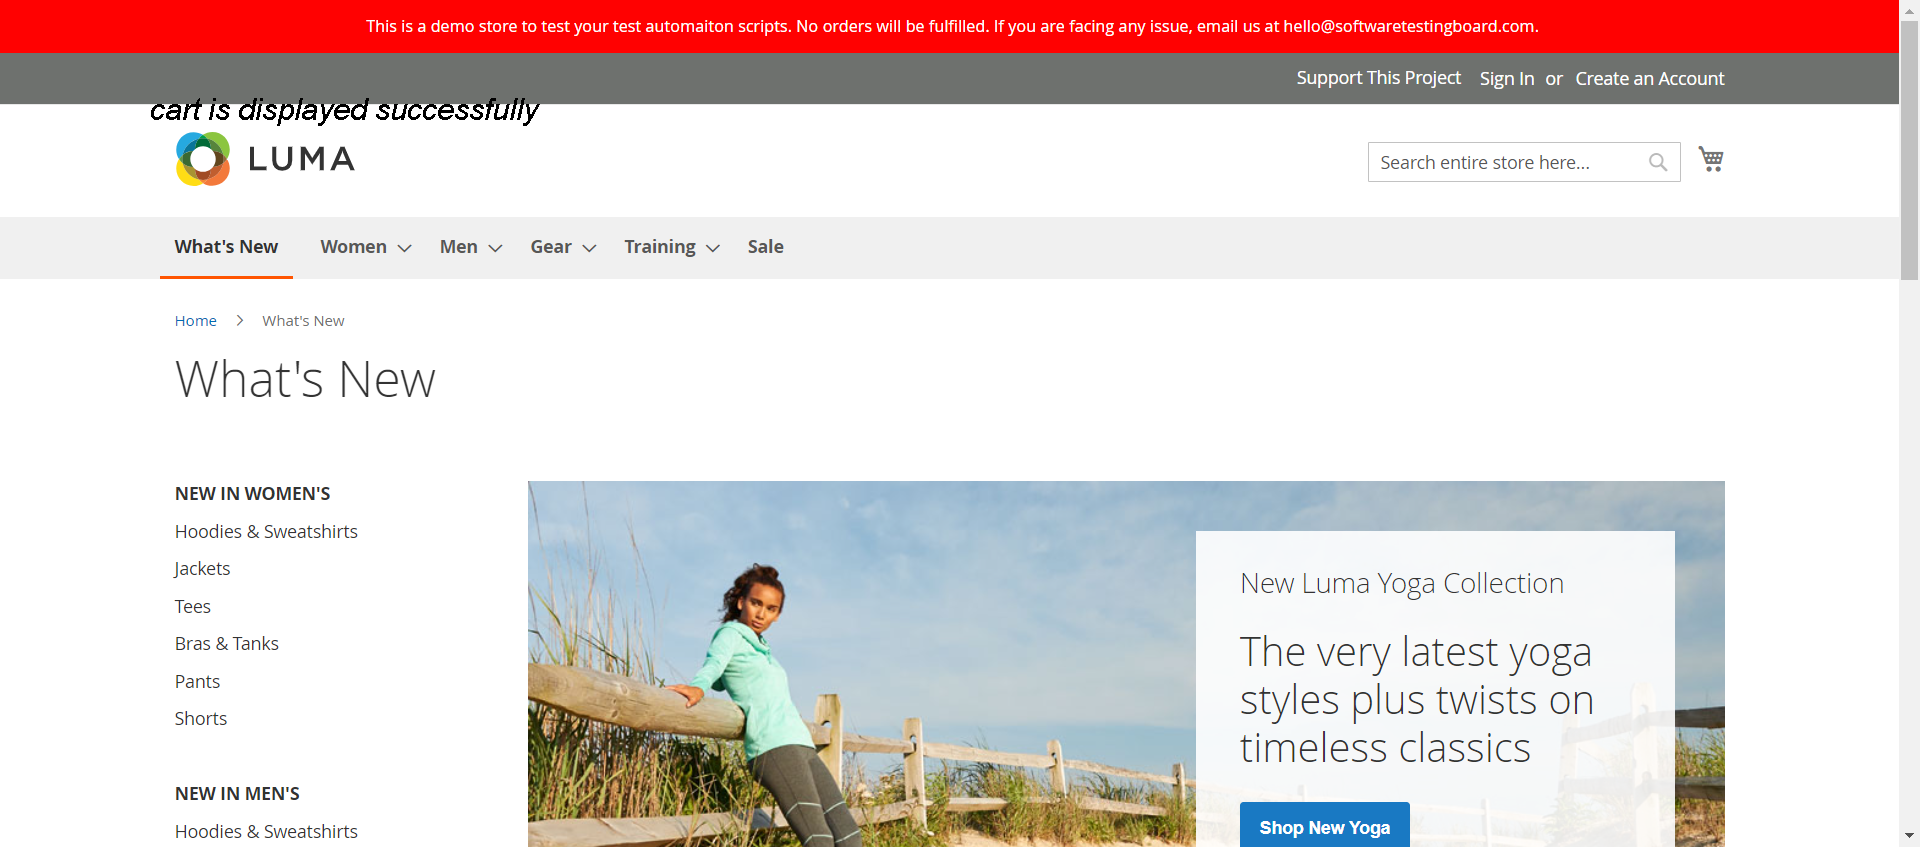 This is a demo store to test your test automaiton scripts. No orders will be fulfilled. If you are facing any issue, email us at hello@softwaretestingboard.com.
Support This Project Sign In or Create an Account
cart is displayed successfully
LUMA
Search entire store here...
What's New Women Men Gear Training Sale
Home > What's New
What's New
NEW IN WOMEN'S
Hoodies & Sweatshirts
Jackets
Tees
Bras & Tanks
Pants
Shorts
NEW IN MEN'S
Hoodies & Sweatshirts
New Luma Yoga Collection
The very latest yoga
styles plus twists on
timeless classics
Shop New Yoga